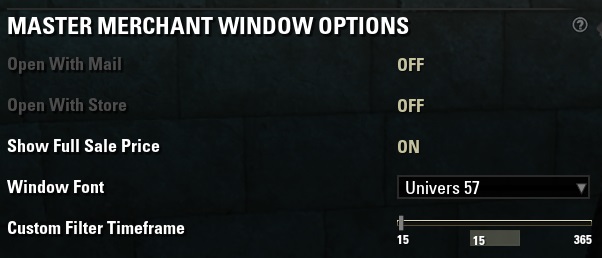 MASTER MERCHANT WINDOW OPTIONS ?
Open With Mail OFF
Open With Store OFF
Show Full Sale Price ON
Window Font Univers 57
Custom Filter Timeframe
15 15 365